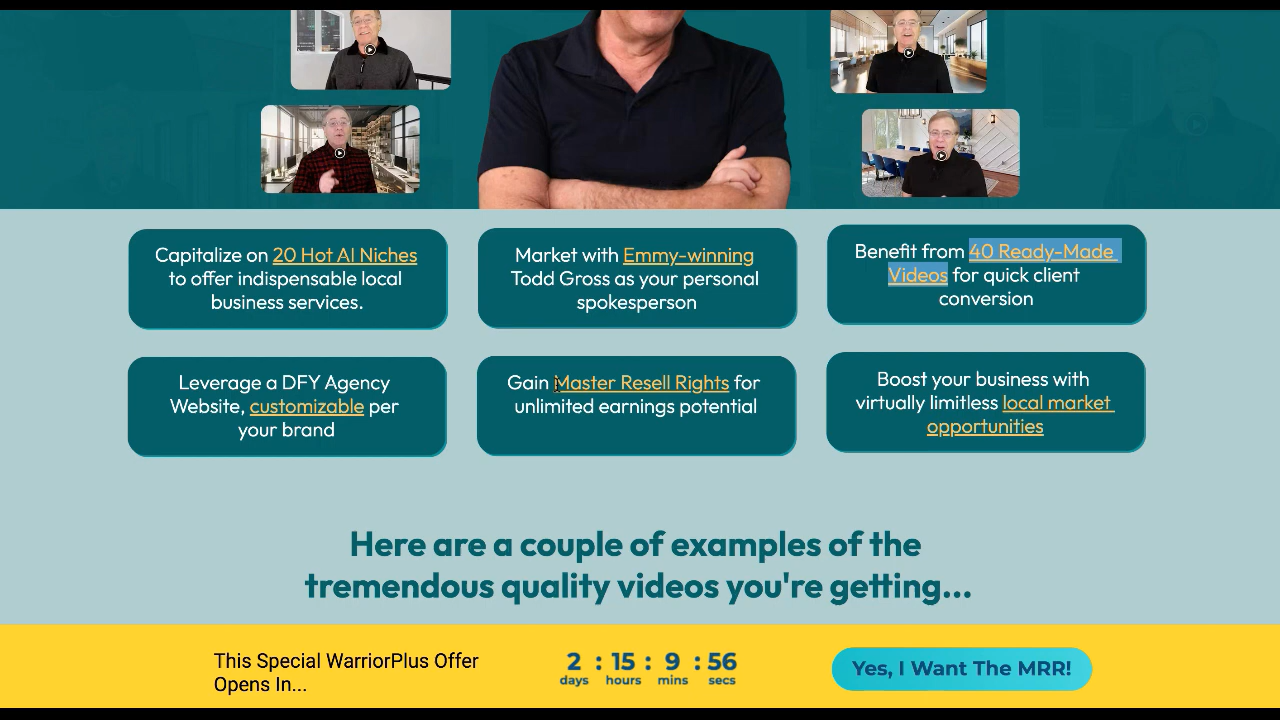 Capitalize on 20 Hot AI Niches
to offer indispensable local
business services.
Market with Emmy-winning
Todd Gross as your personal
spokesperson
Benefit from 40 Ready-Made
Videos for quick client
conversion
Leverage a DFY Agency
Website, customizable per
your brand
Gain Master Resell Rights for
unlimited earnings potential
Boost your business with
virtually limitless local market
opportunities
Here are a couple of examples of the
tremendous quality videos you're getting...
This Special WarriorPlus Offer
Opens In...
2 : 15 : 9 : 56
days hours mins secs
Yes, I Want The MRR!